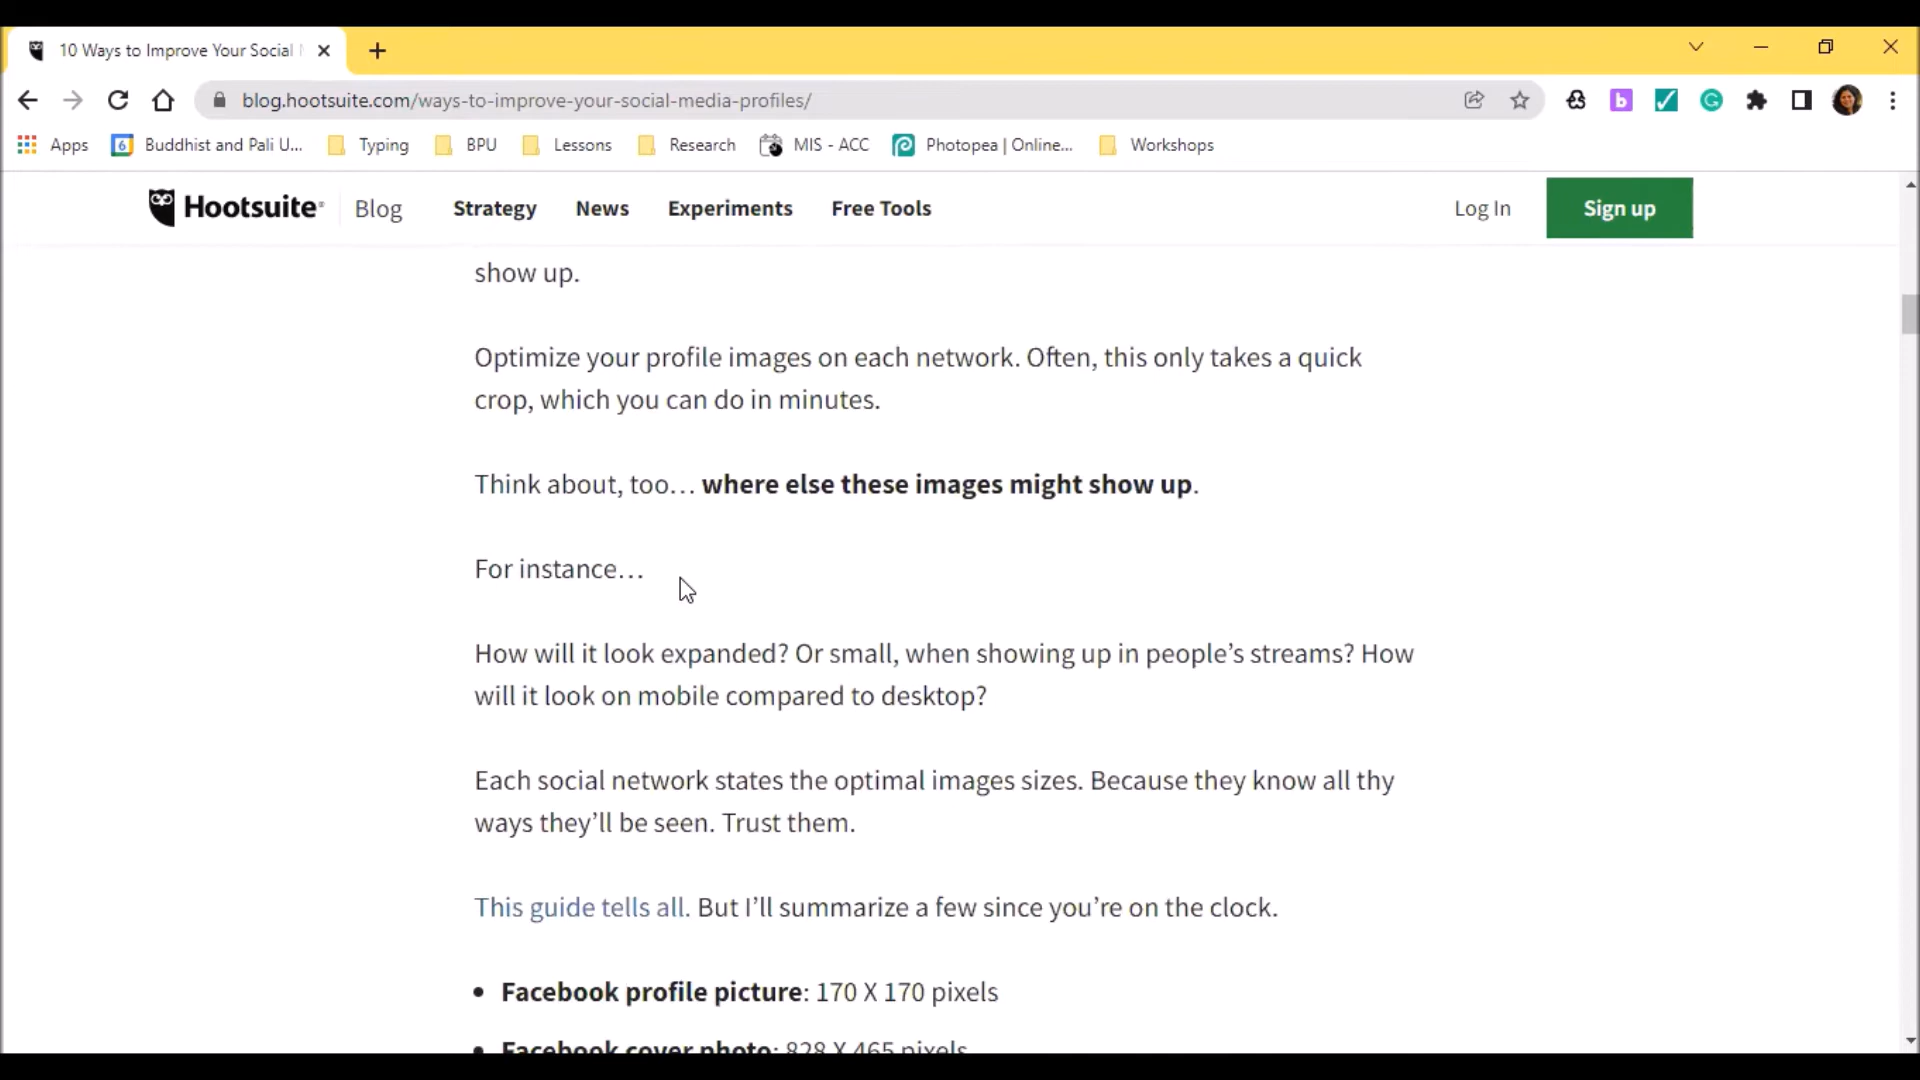 10 Ways to Improve Your Social
blog.hootsuite.com/ways-to-improve-your-social-media-profiles/
Apps
6
Buddhist and Pali U...
Typing
BPU
Lessons
Research
MIS - ACC
Photopea | Online...
Workshops
Hootsuite
Blog
Strategy
News
Experiments
Free Tools
Log In
Sign up
show up.
Optimize your profile images on each network. Often, this only takes a quick
crop, which you can do in minutes.
Think about, too… where else these images might show up.
For instance…
How will it look expanded? Or small, when showing up in people’s streams? How
will it look on mobile compared to desktop?
Each social network states the optimal images sizes. Because they know all thy
ways they’ll be seen. Trust them.
This guide tells all. But I’ll summarize a few since you’re on the clock.
• Facebook profile picture: 170 X 170 pixels
• Facebook cover photo: 828 X 465 pixels